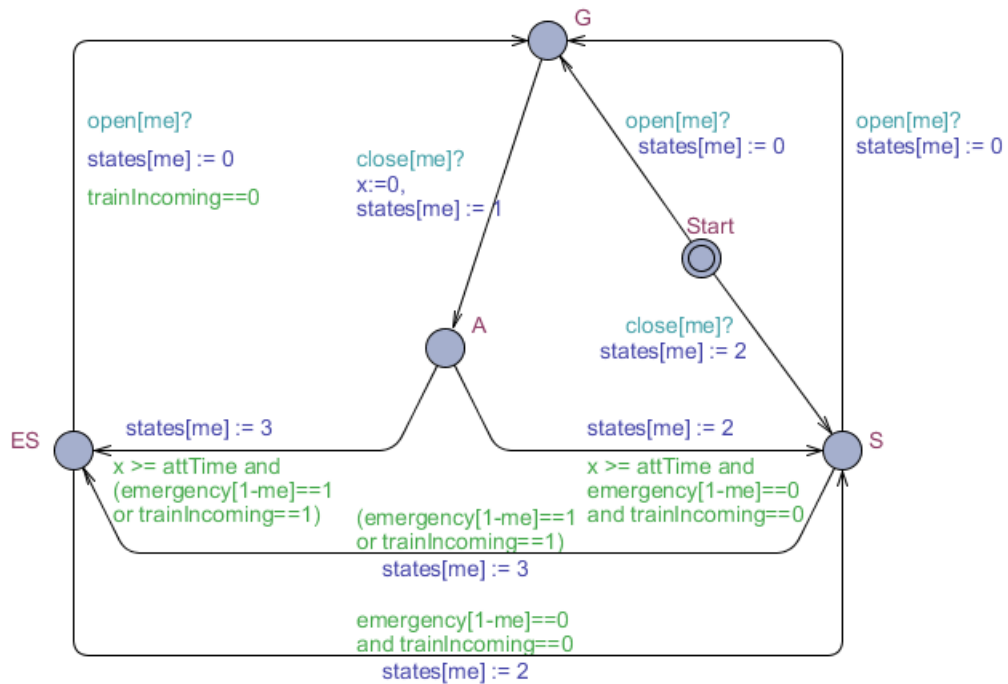 G
open[me]?
states[me] := 0
trainIncoming==0
close[me]?
x:=0,
states[me] := 1
open[me]?
states[me] := 0
open[me]?
states[me] := 0
Start
A
close[me]?
states[me] := 2
ES
states[me] := 3
x >= attTime and
(emergency[1-me]==1
or trainIncoming==1)
states[me] := 2
x >= attTime and
emergency[1-me]==0
and trainIncoming==0
S
(emergency[1-me]==1
or trainIncoming==1)
states[me] := 3
emergency[1-me]==0
and trainIncoming==0
states[me] := 2